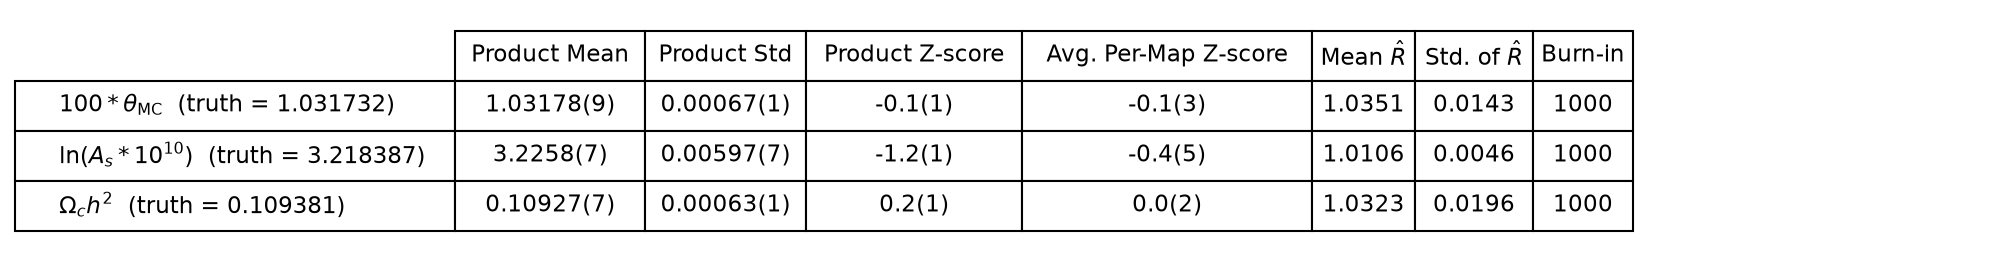 Product Mean Product Std Product Z-score Avg. Per-Map Z-score Mean R̂ Std. of R̂ Burn-in
100 * θ_MC (truth = 1.031732) 1.03178(9) 0.00067(1) -0.1(1) -0.1(3) 1.0351 0.0143 1000
ln(A_s * 10^10) (truth = 3.218387) 3.2258(7) 0.00597(7) -1.2(1) -0.4(5) 1.0106 0.0046 1000
Ω_c h² (truth = 0.109381) 0.10927(7) 0.00063(1) 0.2(1) 0.0(2) 1.0323 0.0196 1000